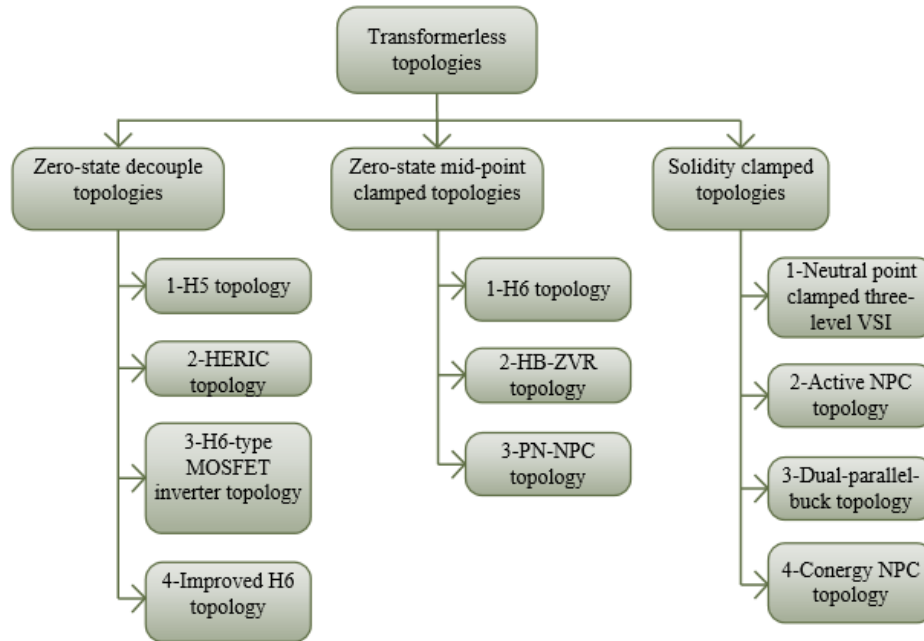 Transformerless
topologies
Zero-state decouple
topologies
Zero-state mid-point
clamped topologies
Solidity clamped
topologies
1-H5 topology
2-HERIC
topology
3-H6-type
MOSFET
inverter topology
4-Improved H6
topology
1-H6 topology
2-HB-ZVR
topology
3-PN-NPC
topology
1-Neutral point
clamped three-
level VSI
2-Active NPC
topology
3-Dual-parallel-
buck topology
4-Conergy NPC
topology